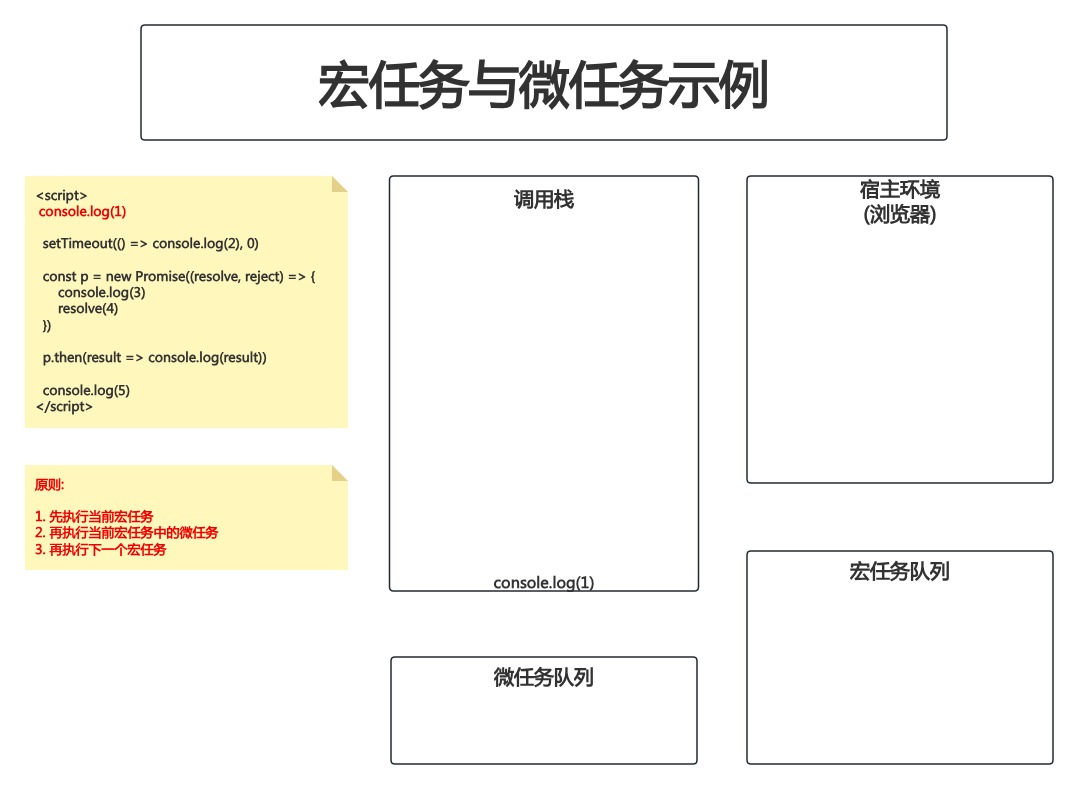 宏任务与微任务示例
<script>
console.log(1)
setTimeout(() => console.log(2), 0)
const p = new Promise((resolve, reject) => {
console.log(3)
resolve(4)
})
p.then(result => console.log(result))
console.log(5)
</script>
原则:
1. 先执行当前宏任务
2. 再执行当前宏任务中的微任务
3. 再执行下一个宏任务
调用栈
console.log(1)
微任务队列
宿主环境
(浏览器)
宏任务队列